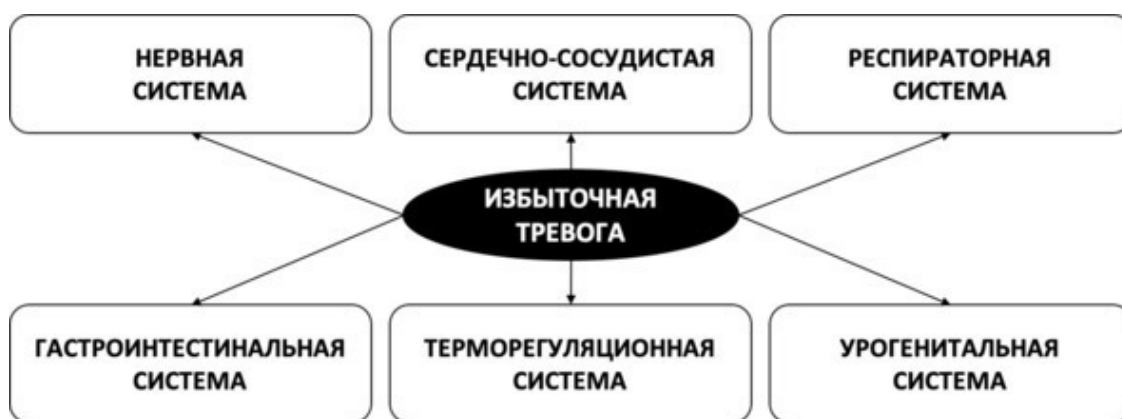 НЕРВНАЯ
СИСТЕМА
СЕРДЕЧНО-СОСУДИСТАЯ
СИСТЕМА
РЕСПИРАТОРНАЯ
СИСТЕМА
ИЗБЫТОЧНАЯ
ТРЕВОГА
ГАСТРОИНТЕСТИНАЛЬНАЯ
СИСТЕМА
ТЕРМОРЕГУЛЯЦИОННАЯ
СИСТЕМА
УРОГЕНИТАЛЬНАЯ
СИСТЕМА